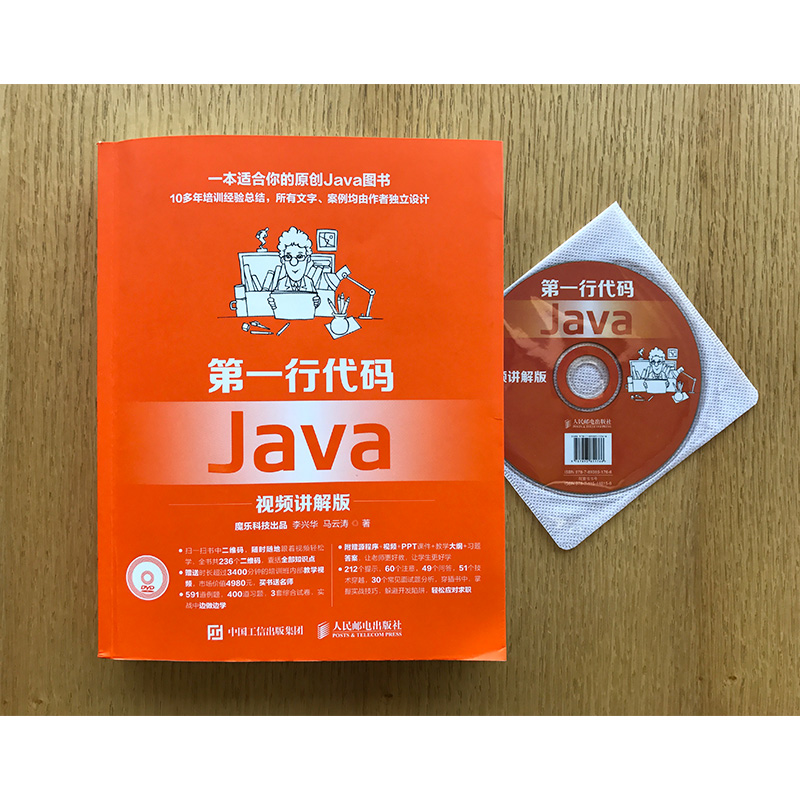 一本适合你的原创Java图书
10多年培训经验总结，所有文字、案例均由作者独立设计
第一行代码
Java
视频讲解版
魔乐科技出品 李兴华 马云涛 ◎ 著
• 扫一扫书中二维码，随时随地跟着视频轻松
学，全书共236个二维码，囊括全部知识点
• 赠送时长超过3400分钟的培训班内部教学视
频，市场价值4980元，买书送名师
• 591道例题，400道习题，3套综合试卷，实
战中边做边学
• 附赠源程序+视频+PPT课件+教学大纲+习题
答案，让老师更好教，让学生更好学
• 212个提示、60个注意、49个问答、51个技
术穿越、30个常见面试题分析，穿插书中，掌
握实战技巧，躲避开发陷阱，轻松应对求职
DVD
中国工信出版集团
人民邮电出版社
POSTS & TELECOM PRESS
第一行代码
Java
讲解版
人民邮电出版社
POSTS & TELECOM PRESS